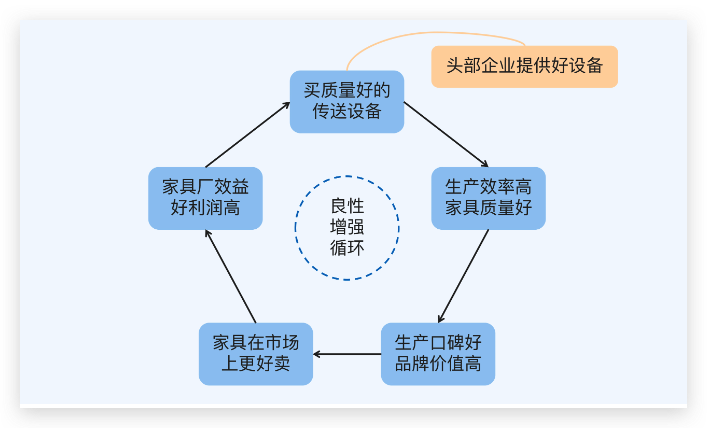 头部企业提供好设备
买质量好的
传送设备
生产效率高
家具质量好
生产口碑好
品牌价值高
家具在市场
上更好卖
家具厂效益
好利润高
良性
增强
循环